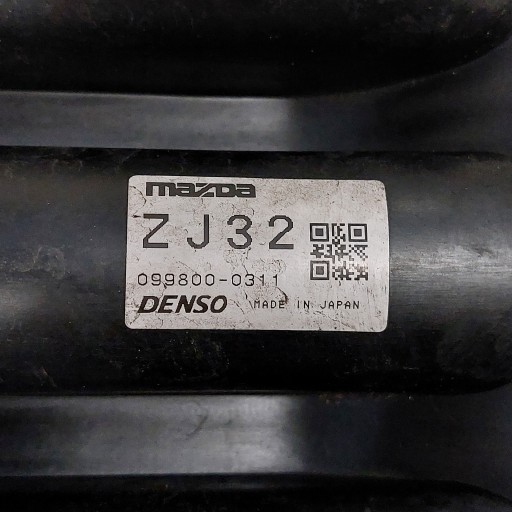 mazda
ZJ32
099800-0311
DENSO MADE IN JAPAN